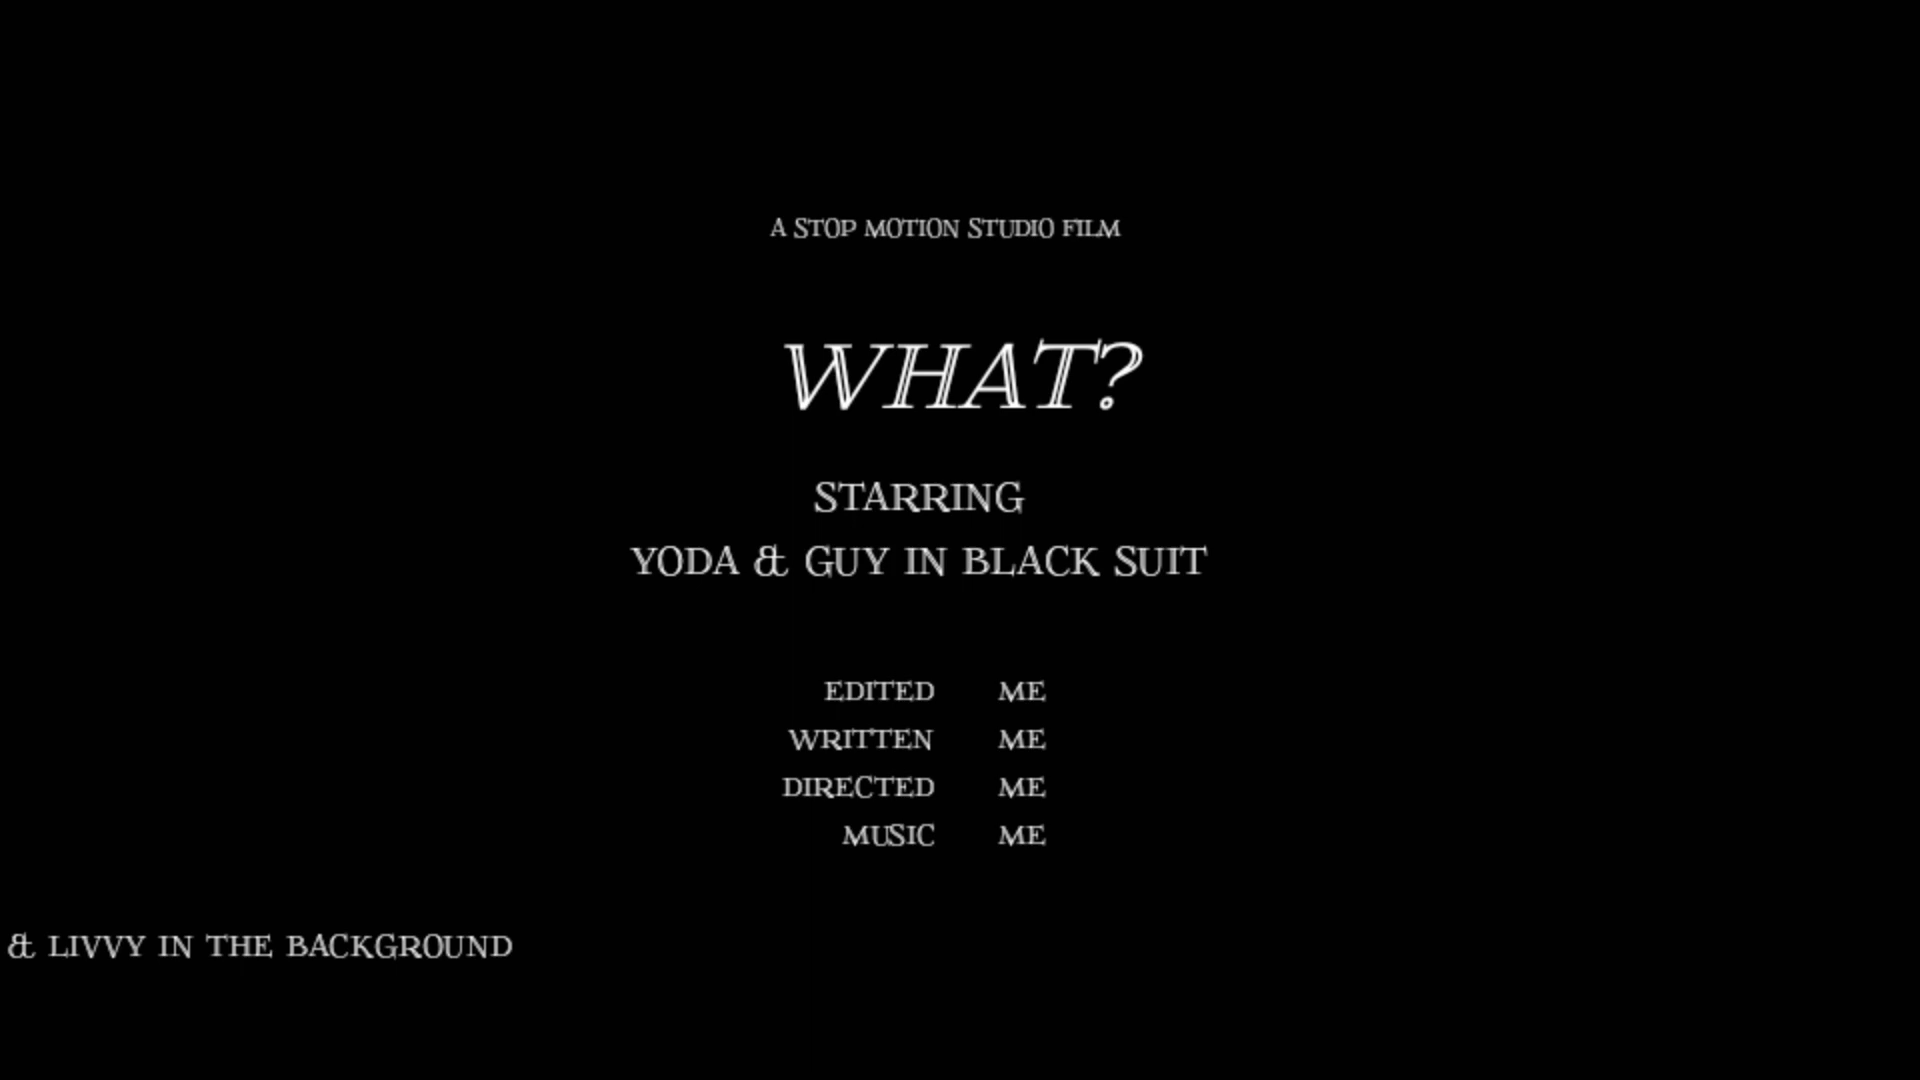 A STOP MOTION STUDIO FILM
WHAT?
STARRING
YODA & GUY IN BLACK SUIT
EDITED ME
WRITTEN ME
DIRECTED ME
MUSIC ME
& LIVVY IN THE BACKGROUND